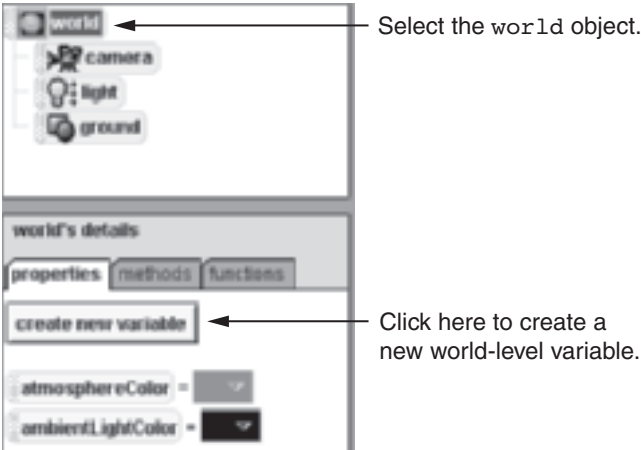 world
Select the world object.
camera
light
ground
world's details
properties methods functions
create new variable
Click here to create a
new world-level variable.
atmosphereColor =
ambientLightColor =